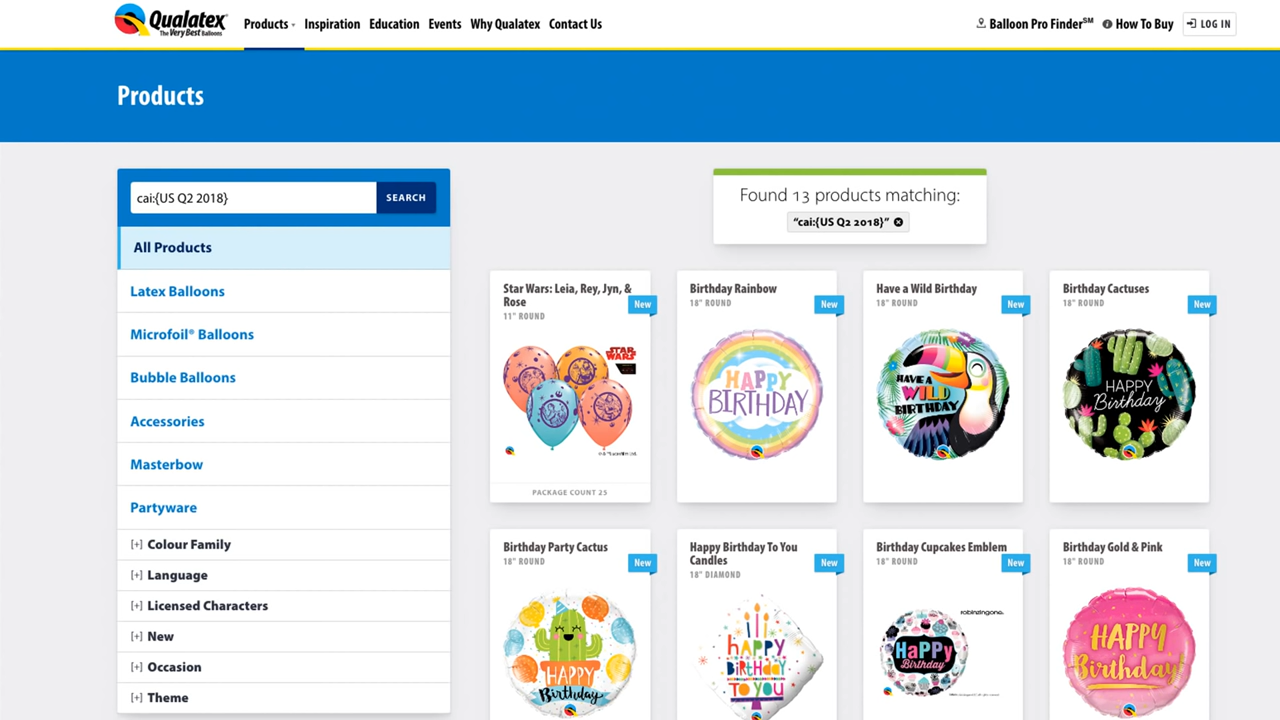 Qualatex
The Very Best Balloons
Products
Inspiration
Education
Events
Why Qualatex
Contact Us
Balloon Pro Finder℠
How To Buy
LOG IN
Products
cai:{US Q2 2018}
SEARCH
All Products
Latex Balloons
Microfoil® Balloons
Bubble Balloons
Accessories
Masterbow
Partyware
[+] Colour Family
[+] Language
[+] Licensed Characters
[+] New
[+] Occasion
[+] Theme
Found 13 products matching:
“cai:{US Q2 2018}”
Star Wars: Leia, Rey, Jyn, &
Rose
11" ROUND
New
STAR
WARS
PACKAGE COUNT 25
Birthday Rainbow
18" ROUND
New
HAPPY
BIRTHDAY
Have a Wild Birthday
18" ROUND
New
HAVE A
WILD
BIRTHDAY
Birthday Cactuses
18" ROUND
New
HAPPY
Birthday
Birthday Party Cactus
18" ROUND
New
HAPPY
Birthday
Happy Birthday To You
Candles
18" DIAMOND
New
hAPPY
BIRTHDAY
TO YOU
Birthday Cupcakes Emblem
18" ROUND
New
robinzingone
HaPPy
Birthday
Birthday Gold & Pink
18" ROUND
New
HAPPY
Birthday